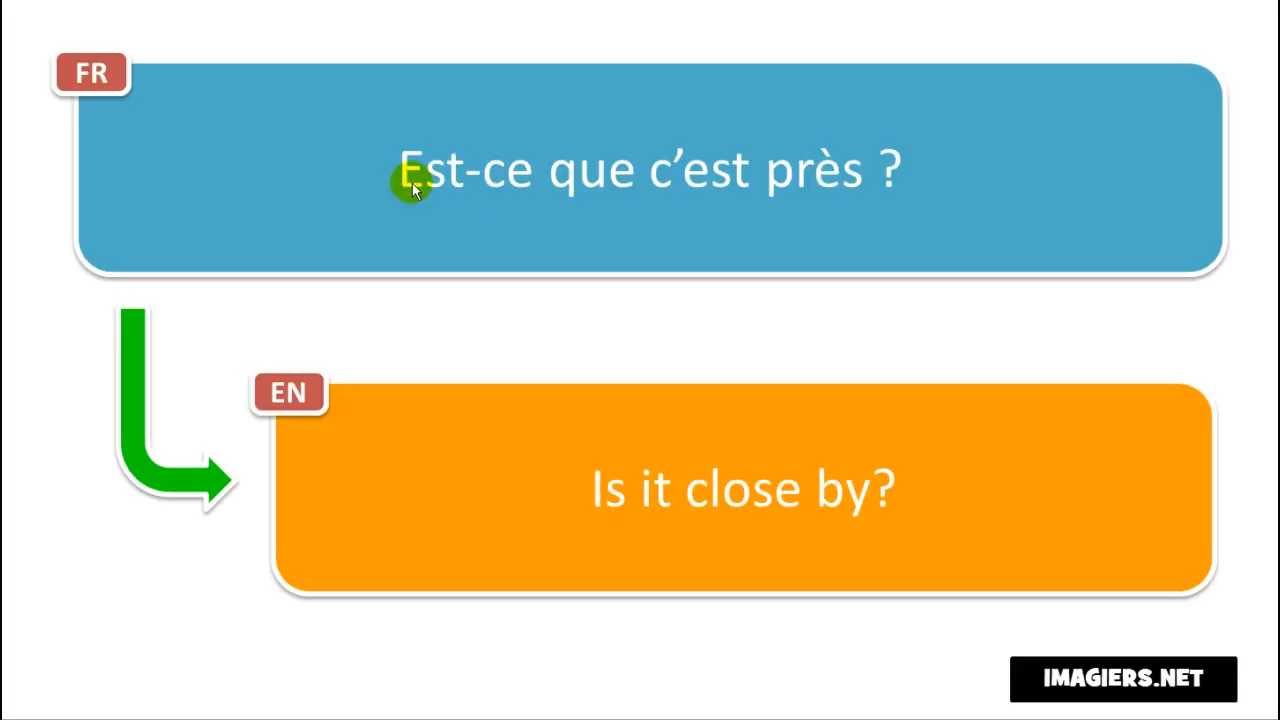 FR
Est-ce que c’est près ?
EN
Is it close by?
IMAGIERS.NET